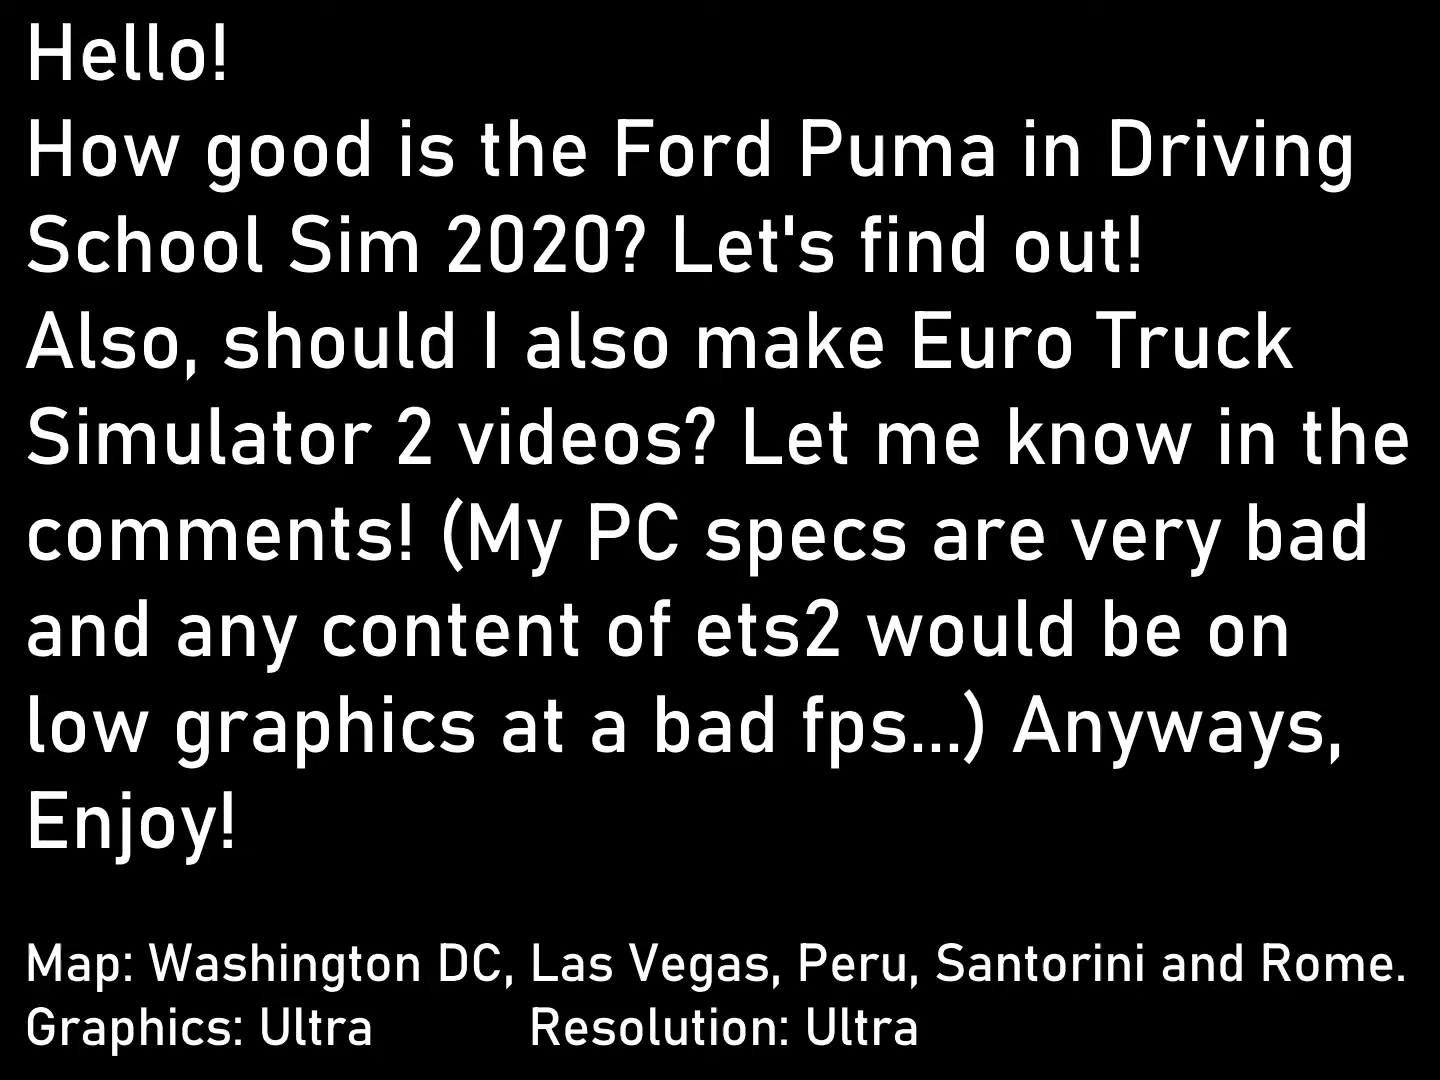 Hello!
How good is the Ford Puma in Driving
School Sim 2020? Let's find out!
Also, should I also make Euro Truck
Simulator 2 videos? Let me know in the
comments! (My PC specs are very bad
and any content of ets2 would be on
low graphics at a bad fps...) Anyways,
Enjoy!
Map: Washington DC, Las Vegas, Peru, Santorini and Rome.
Graphics: Ultra Resolution: Ultra